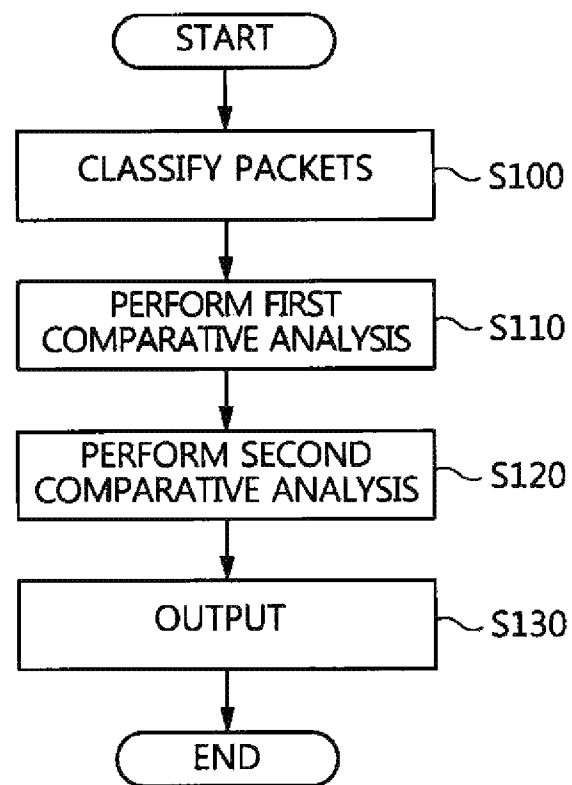 START
CLASSIFY PACKETS
S100
PERFORM FIRST
COMPARATIVE ANALYSIS
S110
PERFORM SECOND
COMPARATIVE ANALYSIS
S120
OUTPUT
S130
END